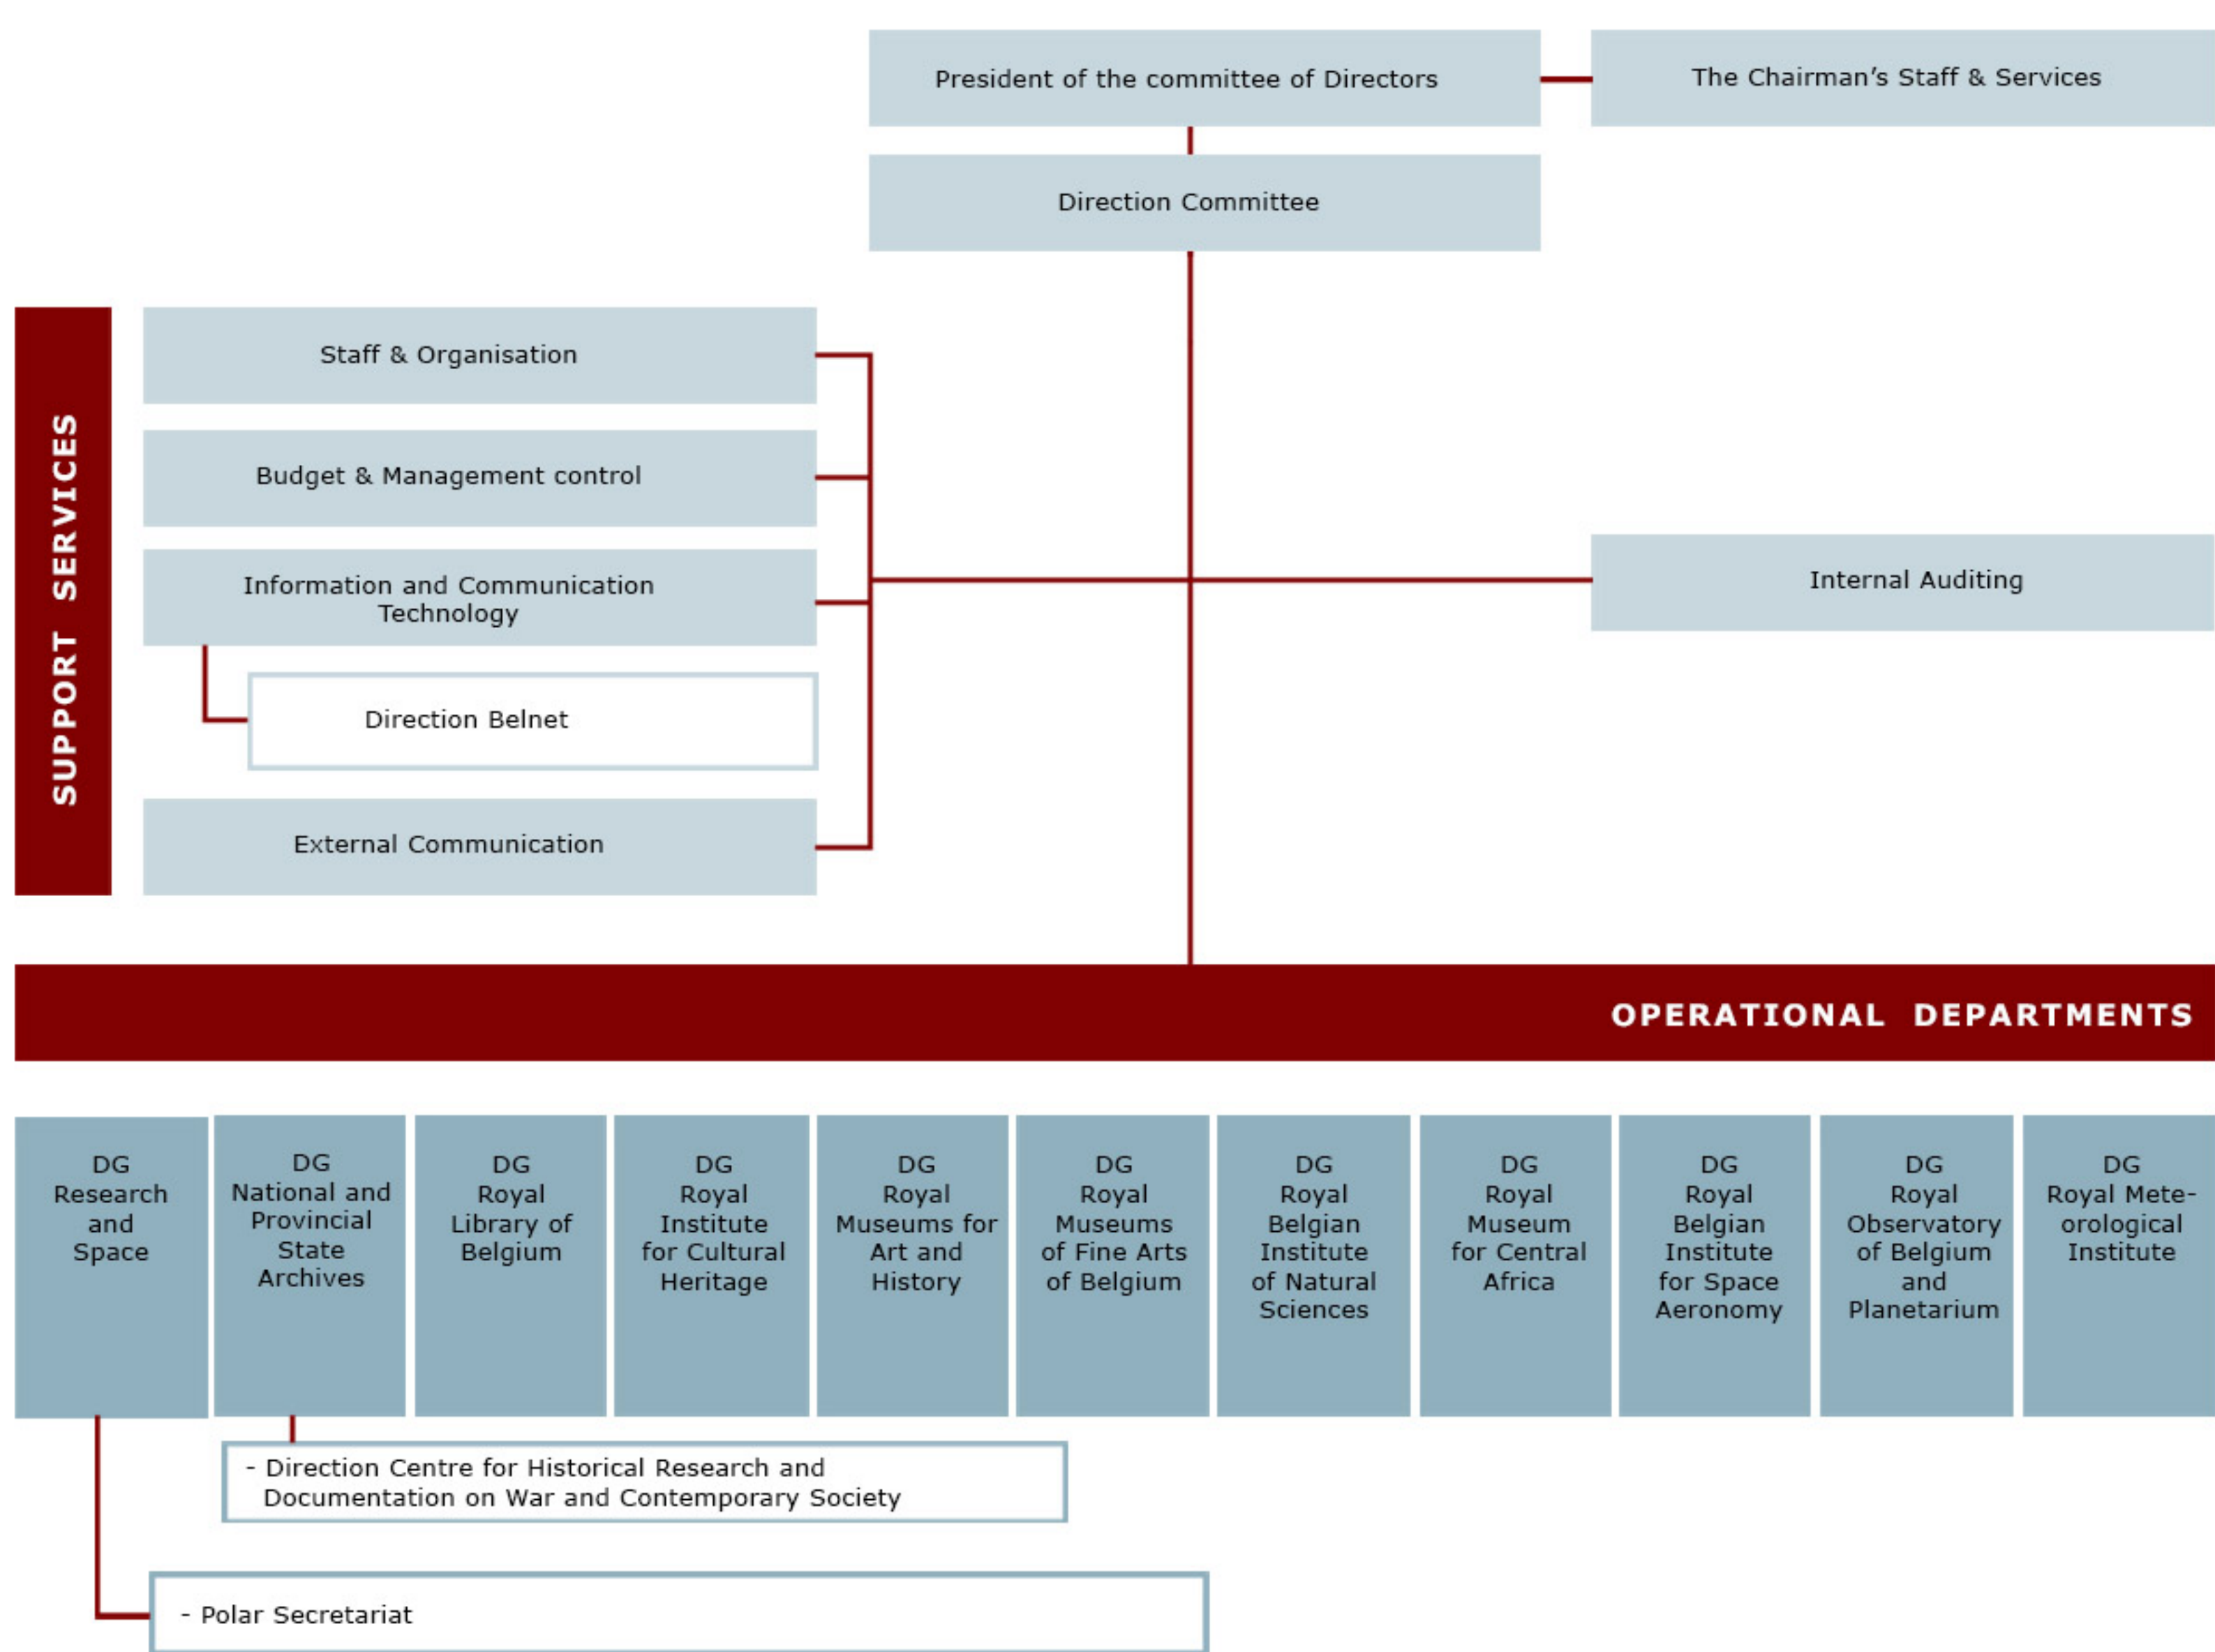 President of the committee of Directors
The Chairman’s Staff & Services
Direction Committee
SUPPORT SERVICES
Staff & Organisation
Budget & Management control
Information and Communication
Technology
Direction Belnet
External Communication
Internal Auditing
OPERATIONAL DEPARTMENTS
DG
Research
and
Space
DG
National and
Provincial
State
Archives
DG
Royal
Library of
Belgium
DG
Royal
Institute
for Cultural
Heritage
DG
Royal
Museums for
Art and
History
DG
Royal
Museums
of Fine Arts
of Belgium
DG
Royal
Belgian
Institute
of Natural
Sciences
DG
Royal
Museum
for Central
Africa
DG
Royal
Belgian
Institute
for Space
Aeronomy
DG
Royal
Observatory
of Belgium
and
Planetarium
DG
Royal Mete-
orological
Institute
- Direction Centre for Historical Research and
Documentation on War and Contemporary Society
- Polar Secretariat